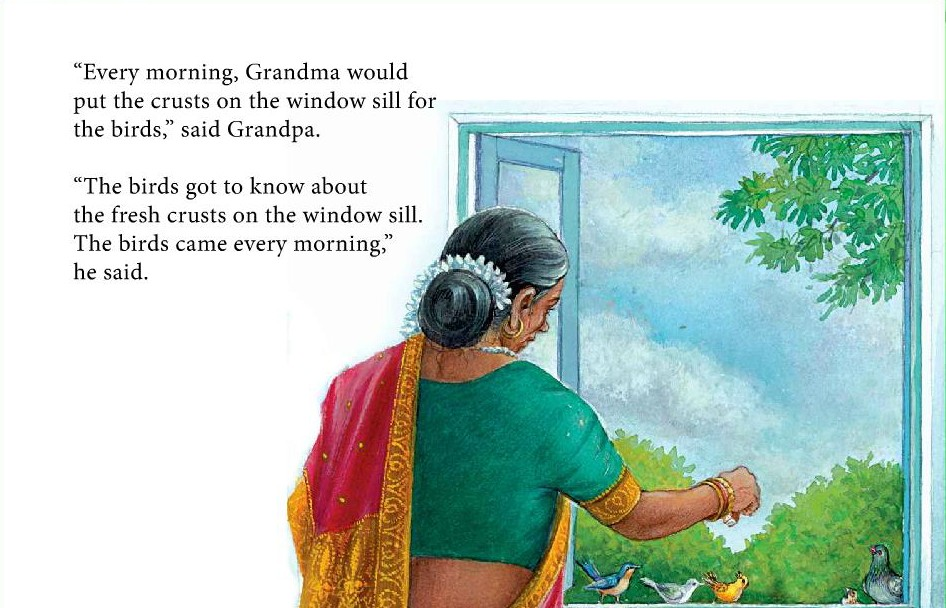 “Every morning, Grandma would
put the crusts on the window sill for
the birds,” said Grandpa.
“The birds got to know about
the fresh crusts on the window sill.
The birds came every morning,”
he said.